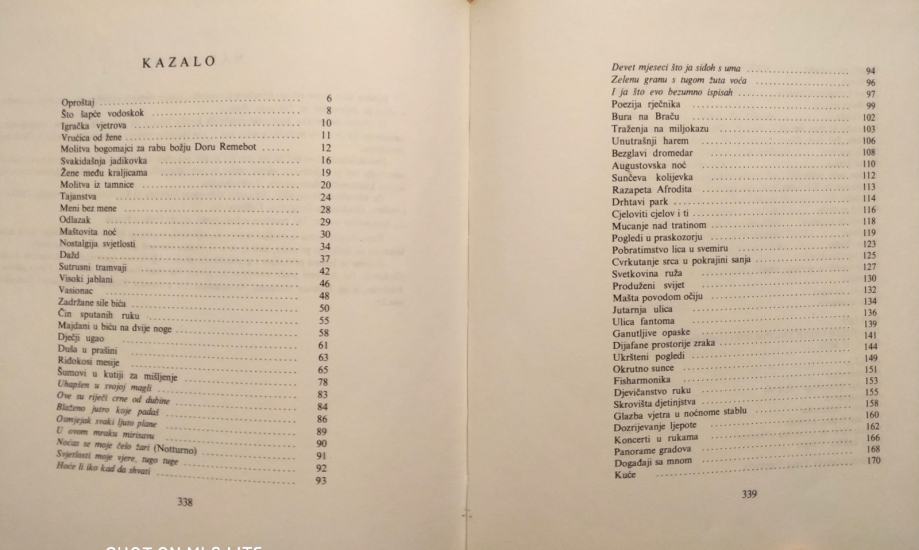 KAZALO
Oproštaj 6
Što šapće vodoskok 8
Igračka vjetrova 10
Vrućica od žene 11
Molitva bogomajci za rabu božju Doru Remebot 12
Svakidašnja jadikovka 16
Žene među kraljicama 19
Molitva iz tamnice 20
Tajanstva 24
Meni bez mene 28
Odlazak 29
Maštovita noć 30
Nostalgija svjetlosti 34
Dažd 37
Sutrusni tramvaji 42
Visoki jablani 46
Vasionac 48
Zadržane sile bića 50
Čin sputanih ruku 55
Majdani u biću na dvije noge 58
Dječji ugao 61
Duša u prašini 63
Riđokosi mesije 65
Šumovi u kutiji za mišljenje 78
Uhapšen u svojoj magli 83
Ove su riječi crne od dubine 84
Blaženo jutro koje padaš 86
Osmjejak svaki ljuto plane 89
U ovom mraku mirisavu 90
Noćas se moje čelo žari (Notturno) 91
Svjetlosti moje vjere, tugo tuge 92
Hoće li iko kad da shvati 93
338
Devet mjeseci što ja siđoh s uma 94
Zelenu granu s tugom žuta voća 96
I ja što evo bezumno ispisah 97
Poezija rječnika 99
Bura na Braču 102
Traženja na miljokazu 103
Unutrašnji harem 106
Bezglavi dromedar 108
Augustovska noć 110
Sunčeva kolijevka 112
Razapeta Afrodita 113
Drhtavi park 114
Cjeloviti cjelov i ti 116
Mucanje nad tratinom 118
Pogledi u praskozorju 119
Pobratimstvo lica u svemiru 123
Cvrkutanje srca u pokrajini sanja 125
Svetkovina ruža 127
Produženi svijet 130
Mašta povodom očiju 132
Jutarnja ulica 134
Ulica fantoma 136
Ganutljive opaske 139
Dijafane prostorije zraka 141
Ukršteni pogledi 144
Okrutno sunce 149
Fisharmonika 151
Djevičanstvo ruku 153
Skrovišta djetinjstva 155
Glazba vjetra u noćnome stablu 158
Dozrijevanje ljepote 160
Koncerti u rukama 162
Panorame gradova 166
Događaji sa mnom 168
Kuće 170
339
SHOT ON MI 8 LITE